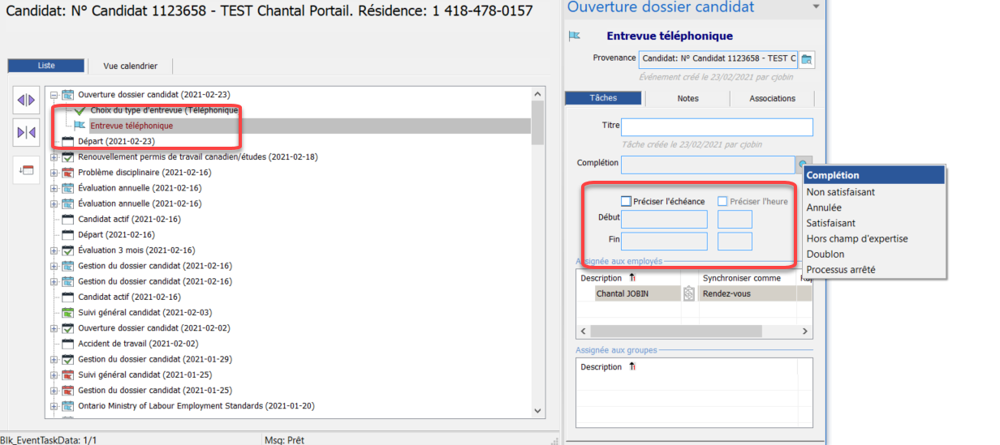 Candidat: N° Candidat 1123658 - TEST Chantal Portail. Résidence: 1 418-478-0157
Liste
Vue calendrier
Ouverture dossier candidat (2021-02-23)
Choix du type d'entrevue (Téléphonique
Entrevue téléphonique
Départ (2021-02-23)
Renouvellement permis de travail canadien/études (2021-02-18)
Problème disciplinaire (2021-02-16)
Évaluation annuelle (2021-02-16)
Évaluation annuelle (2021-02-16)
Candidat actif (2021-02-16)
Départ (2021-02-16)
Évaluation 3 mois (2021-02-16)
Gestion du dossier candidat (2021-02-16)
Gestion du dossier candidat (2021-02-16)
Candidat actif (2021-02-16)
Suivi général candidat (2021-02-03)
Ouverture dossier candidat (2021-02-02)
Accident de travail (2021-02-02)
Gestion du dossier candidat (2021-01-29)
Suivi général candidat (2021-01-25)
Gestion du dossier candidat (2021-01-25)
Ontario Ministry of Labour Employment Standards (2021-01-20)
Blk_EventTaskData: 1/1
Msg: Prêt
Ouverture dossier candidat
Entrevue téléphonique
Provenance
Candidat: N° Candidat 1123658 - TEST C
Événement créé le 23/02/2021 par cjobin
Tâches
Notes
Associations
Titre
Tâche créée le 23/02/2021 par cjobin
Complétion
Préciser l'échéance
Préciser l'heure
Début
Fin
Assignée aux employés
Description
Synchroniser comme
Chantal JOBIN
Rendez-vous
Assignée aux groupes
Description
Complétion
Non satisfaisant
Annulée
Satisfaisant
Hors champ d'expertise
Doublon
Processus arrêté